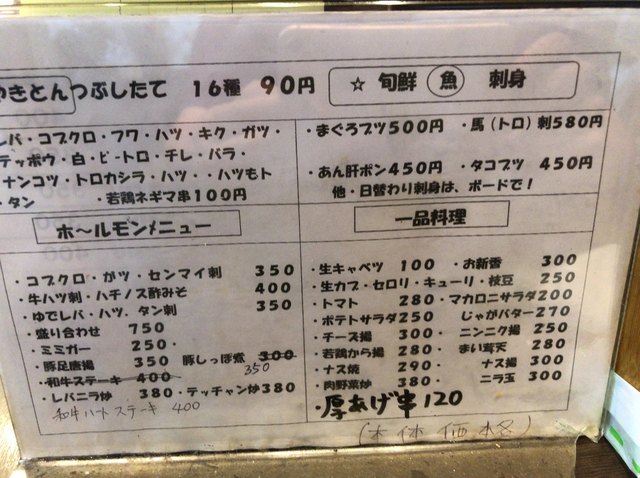 やきとんつぶしたて 16種 90円
レバ・コブクロ・フワ・ハツ・キク・ガツ・
テッポウ・白・ビートロ・チレ・バラ・
ナンコツ・トロカシラ・ハツ・・ハツもト
・タン ・若鶏ネギマ串100円
☆ 旬鮮 魚 刺身
・まぐろブツ500円 ・馬(トロ)刺580円
・あん肝ポン450円 ・タコブツ 450円
他・日替わり刺身は、ボードで!
ホ〜ルモンメニュー
・コブクロ・がツ・センマイ刺 350
・牛ハツ刺・ハチノス酢みそ 400
・ゆでレバ・ハツ、タン刺 350
・盛り合わせ 750
・ミミガー 250・
・豚足唐揚 350 豚しっぽ煮 300
350
・和牛ステーキ 400
・レバニラ炒 380・テッチャン炒380
和牛ハートステーキ 400
一品料理
・生キャベツ 100 ・お新香 300
・生カブ・セロリ・キューリ・枝豆 250
・トマト 280・マカロニサラダ200
・ポテトサラダ250 じゃがバター270
・チーズ揚 300・ ニンニク揚 250
・若鶏から揚 280・ まい茸天 280
・ナス焼 290・ ナス揚 300
・肉野菜炒 380・ ニラ玉 300
・厚あげ串120
(本体価格)